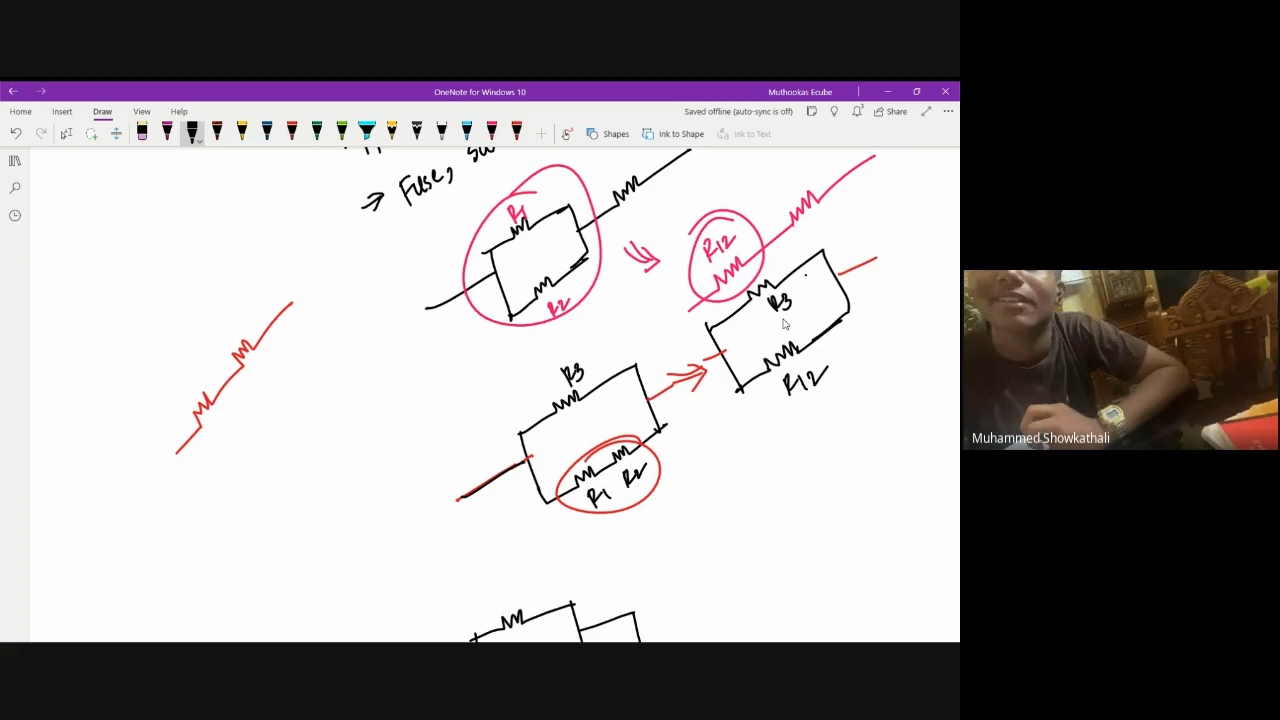 OneNote for Windows 10
Muthookas Ecube
Home Insert Draw View Help
Saved offline (auto-sync is off)
Share
Shapes
Ink to Shape
Ink to Text
→ Fuse,
R1
R2
R12
R3
R12
R3
R1 R2
Muhammed Showkathali